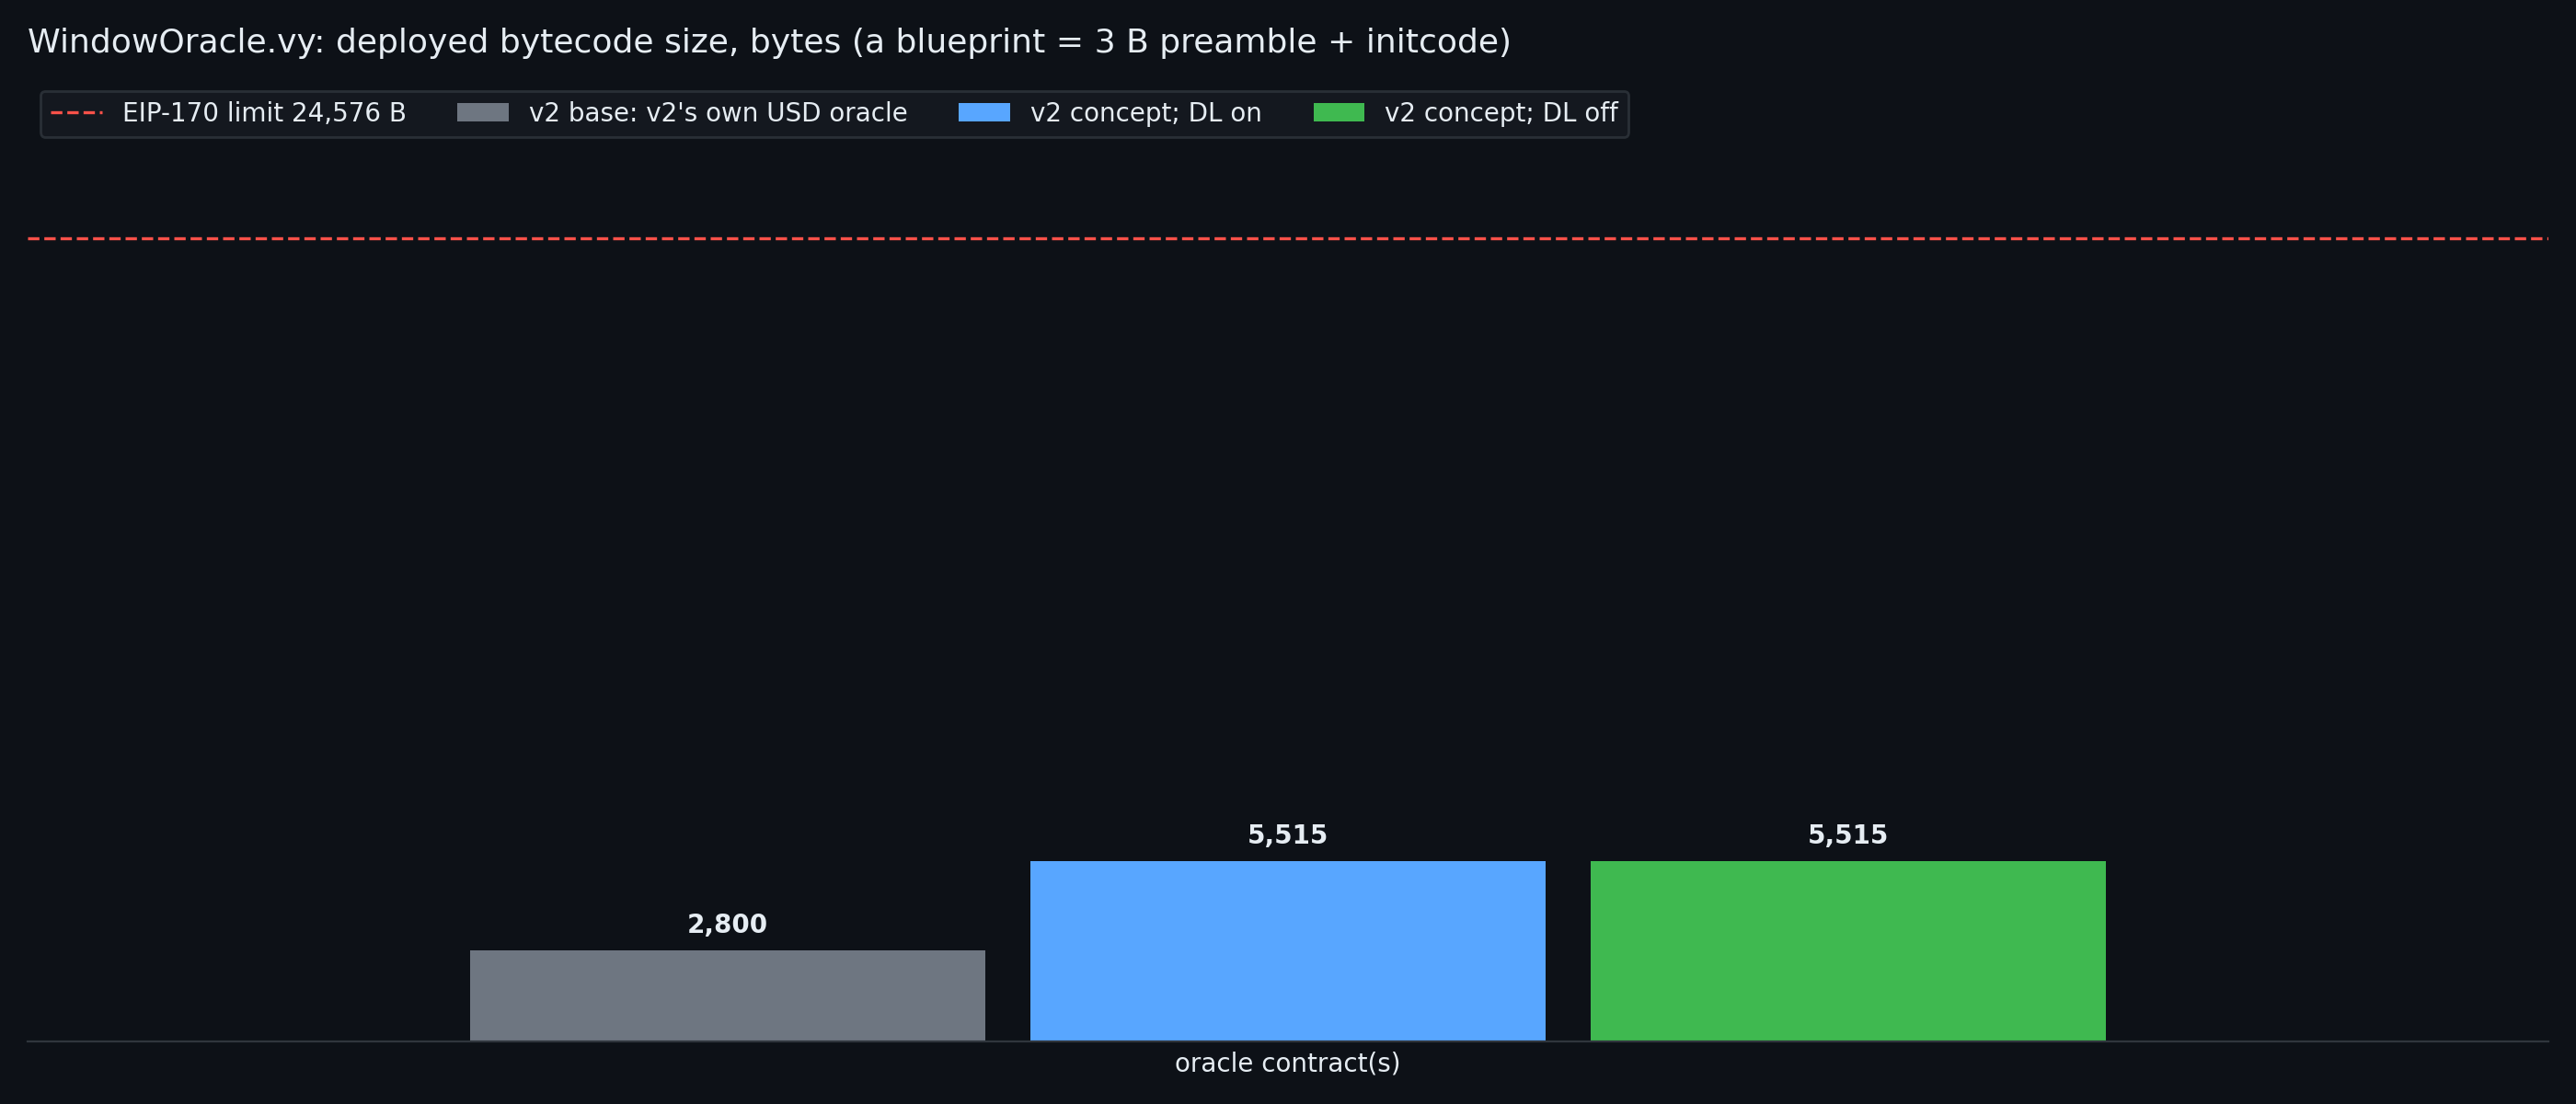 WindowOracle.vy: deployed bytecode size, bytes (a blueprint = 3 B preamble + initcode)
EIP-170 limit 24,576 B v2 base: v2's own USD oracle v2 concept; DL on v2 concept; DL off
5,515 5,515
2,800
oracle contract(s)